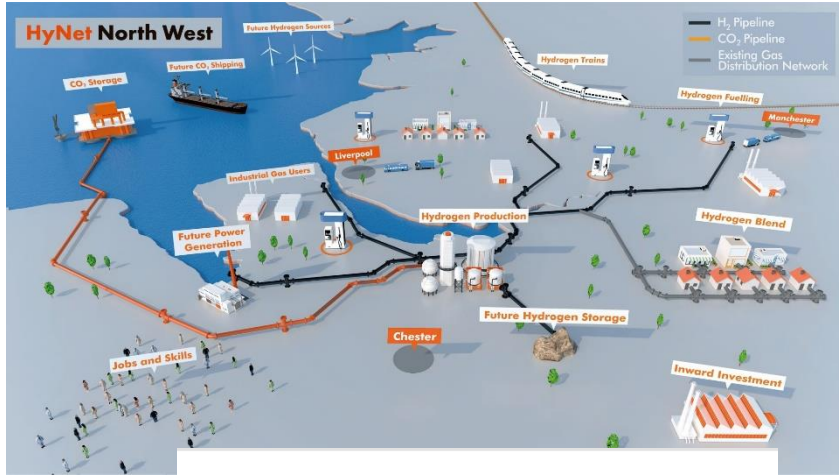 HyNet North West
Future Hydrogen Sources
H₂ Pipeline
CO₂ Pipeline
Existing Gas
Distribution Network
CO₂ Storage
Future CO₂ Shipping
Hydrogen Trains
Hydrogen Fuelling
Manchester
Liverpool
Industrial Gas Users
Hydrogen Production
Hydrogen Blend
Future Power
Generation
Future Hydrogen Storage
Chester
Jobs and Skills
Inward Investment